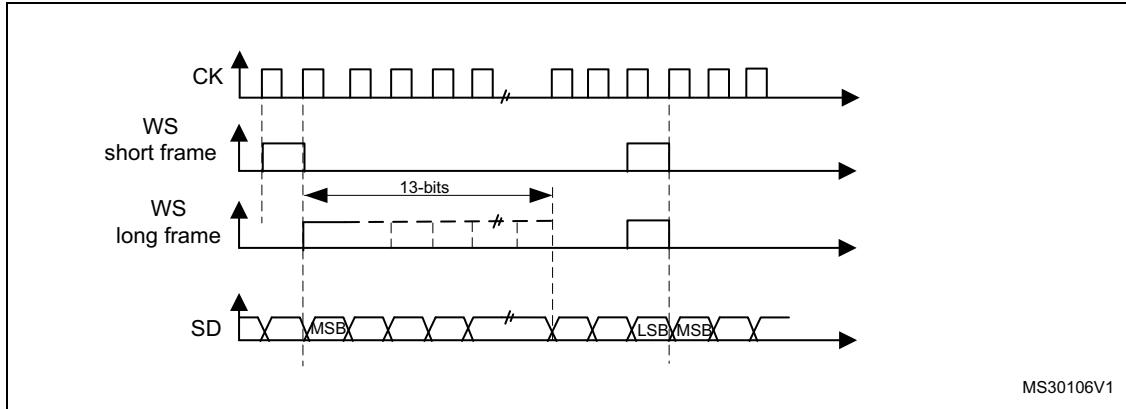 CK
WS
short frame
13-bits
WS
long frame
SD
MSB
LSB
MSB
MS30106V1